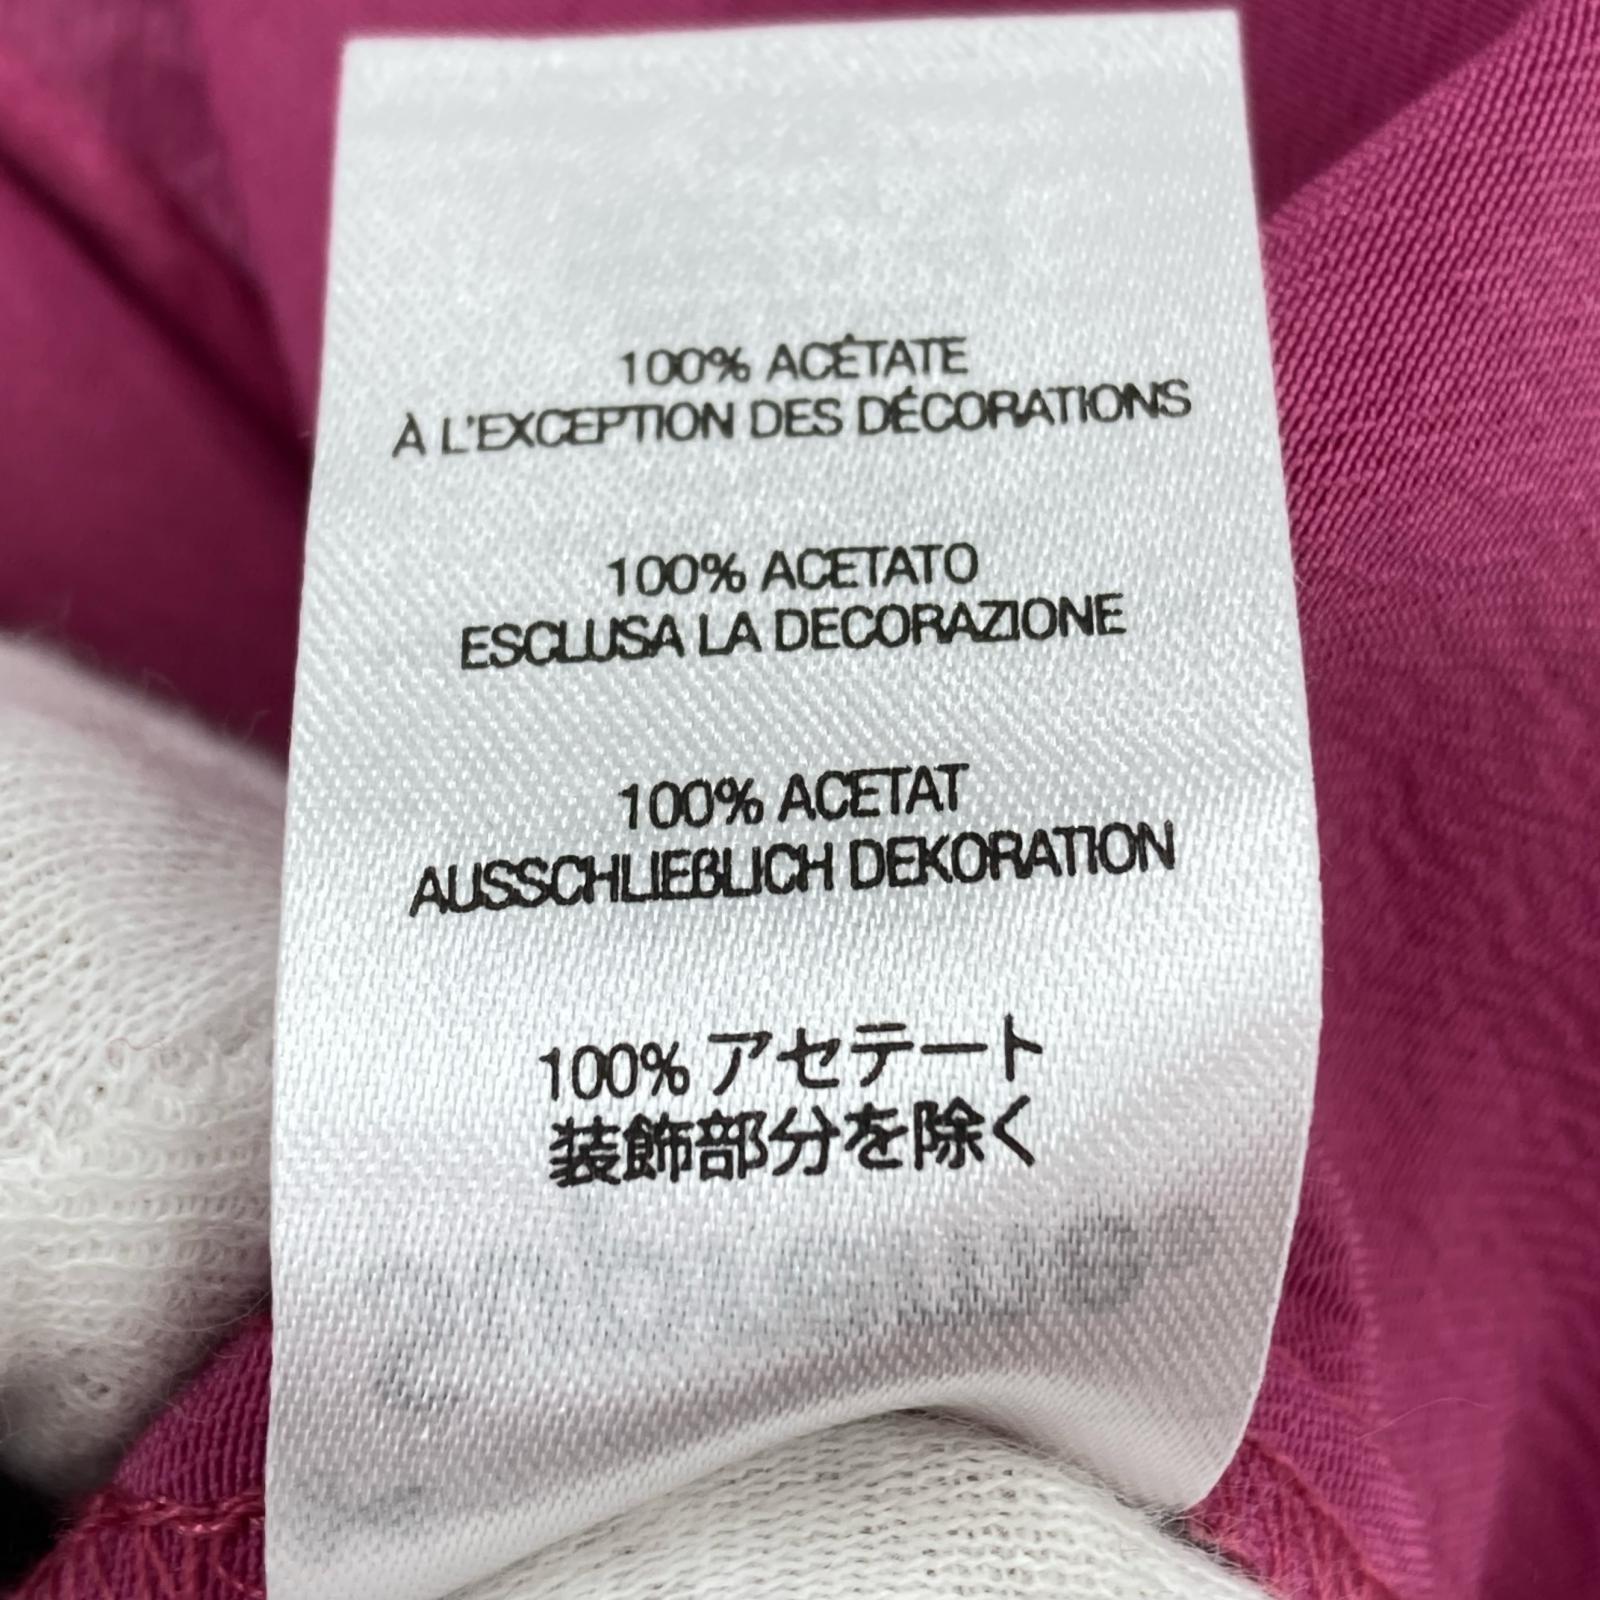 100% ACÉTATE
À L'EXCEPTION DES DÉCORATIONS
100% ACETATO
ESCLUSA LA DECORAZIONE
100% ACETAT
AUSSCHLIEßLICH DEKORATION
100% アセテート
装飾部分を除く